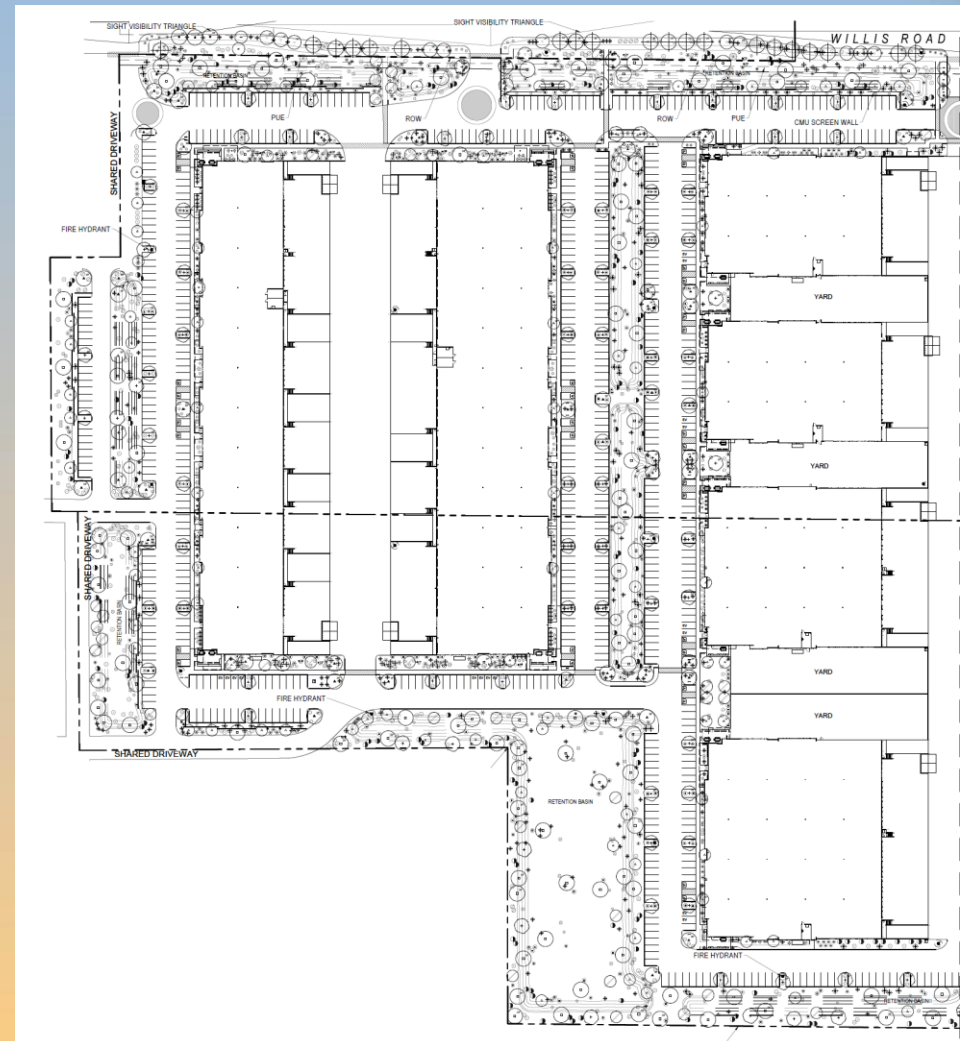 SIGHT VISIBILITY TRIANGLE
SIGHT VISIBILITY TRIANGLE
WILLIS ROAD
RETENTION BASIN
RETENTION BASIN
PUE
ROW
ROW
PUE
CMU SCREEN WALL
SHARED DRIVEWAY
FIRE HYDRANT
YARD
YARD
SHARED DRIVEWAY
RETENTION BASIN
YARD
FIRE HYDRANT
YARD
SHARED DRIVEWAY
RETENTION BASIN
FIRE HYDRANT
RETENTION BASIN